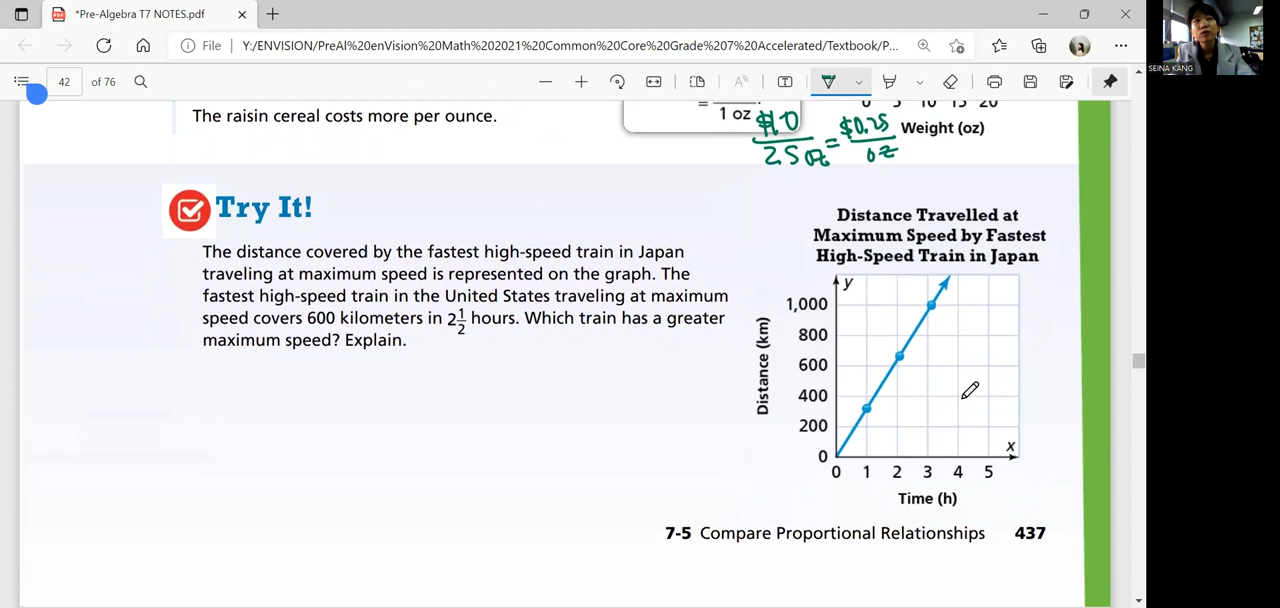 *Pre-Algebra T7 NOTES.pdf
File
Y:/ENVISION/PreAl%20enVision%20Math%202021%20Common%20Core%20Grade%207%20Accelerated/Textbook/P...
SEINA KANG
42 of 76
The raisin cereal costs more per ounce.
=
1 oz
0 5 10 15 20
Weight (oz)
$10
25 oz
=
$0.25
oz
Try It!
The distance covered by the fastest high-speed train in Japan
traveling at maximum speed is represented on the graph. The
fastest high-speed train in the United States traveling at maximum
speed covers 600 kilometers in 2 1/2 hours. Which train has a greater
maximum speed? Explain.
Distance Travelled at
Maximum Speed by Fastest
High-Speed Train in Japan
y
1,000
800
600
400
200
0
Distance (km)
x
0 1 2 3 4 5
Time (h)
7-5 Compare Proportional Relationships 437